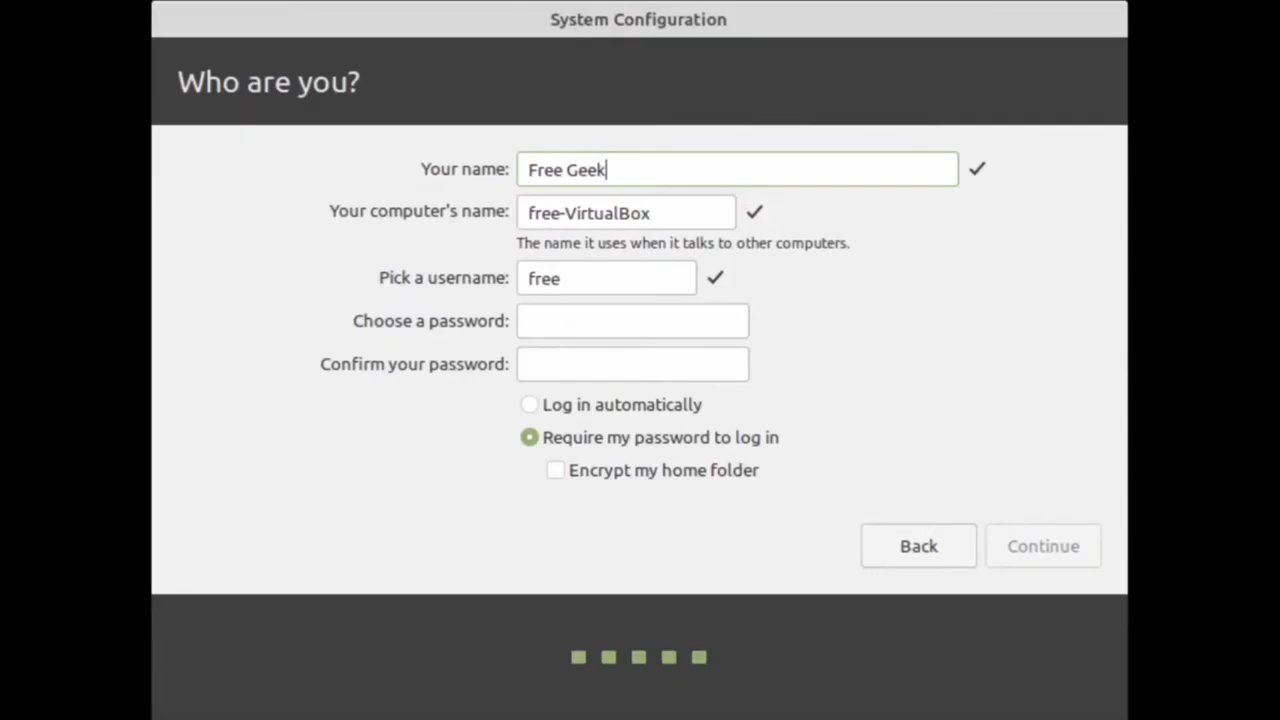 System Configuration
Who are you?
Your name: Free Geek
Your computer's name: free-VirtualBox
The name it uses when it talks to other computers.
Pick a username: free
Choose a password:
Confirm your password:
Log in automatically
Require my password to log in
Encrypt my home folder
Back Continue